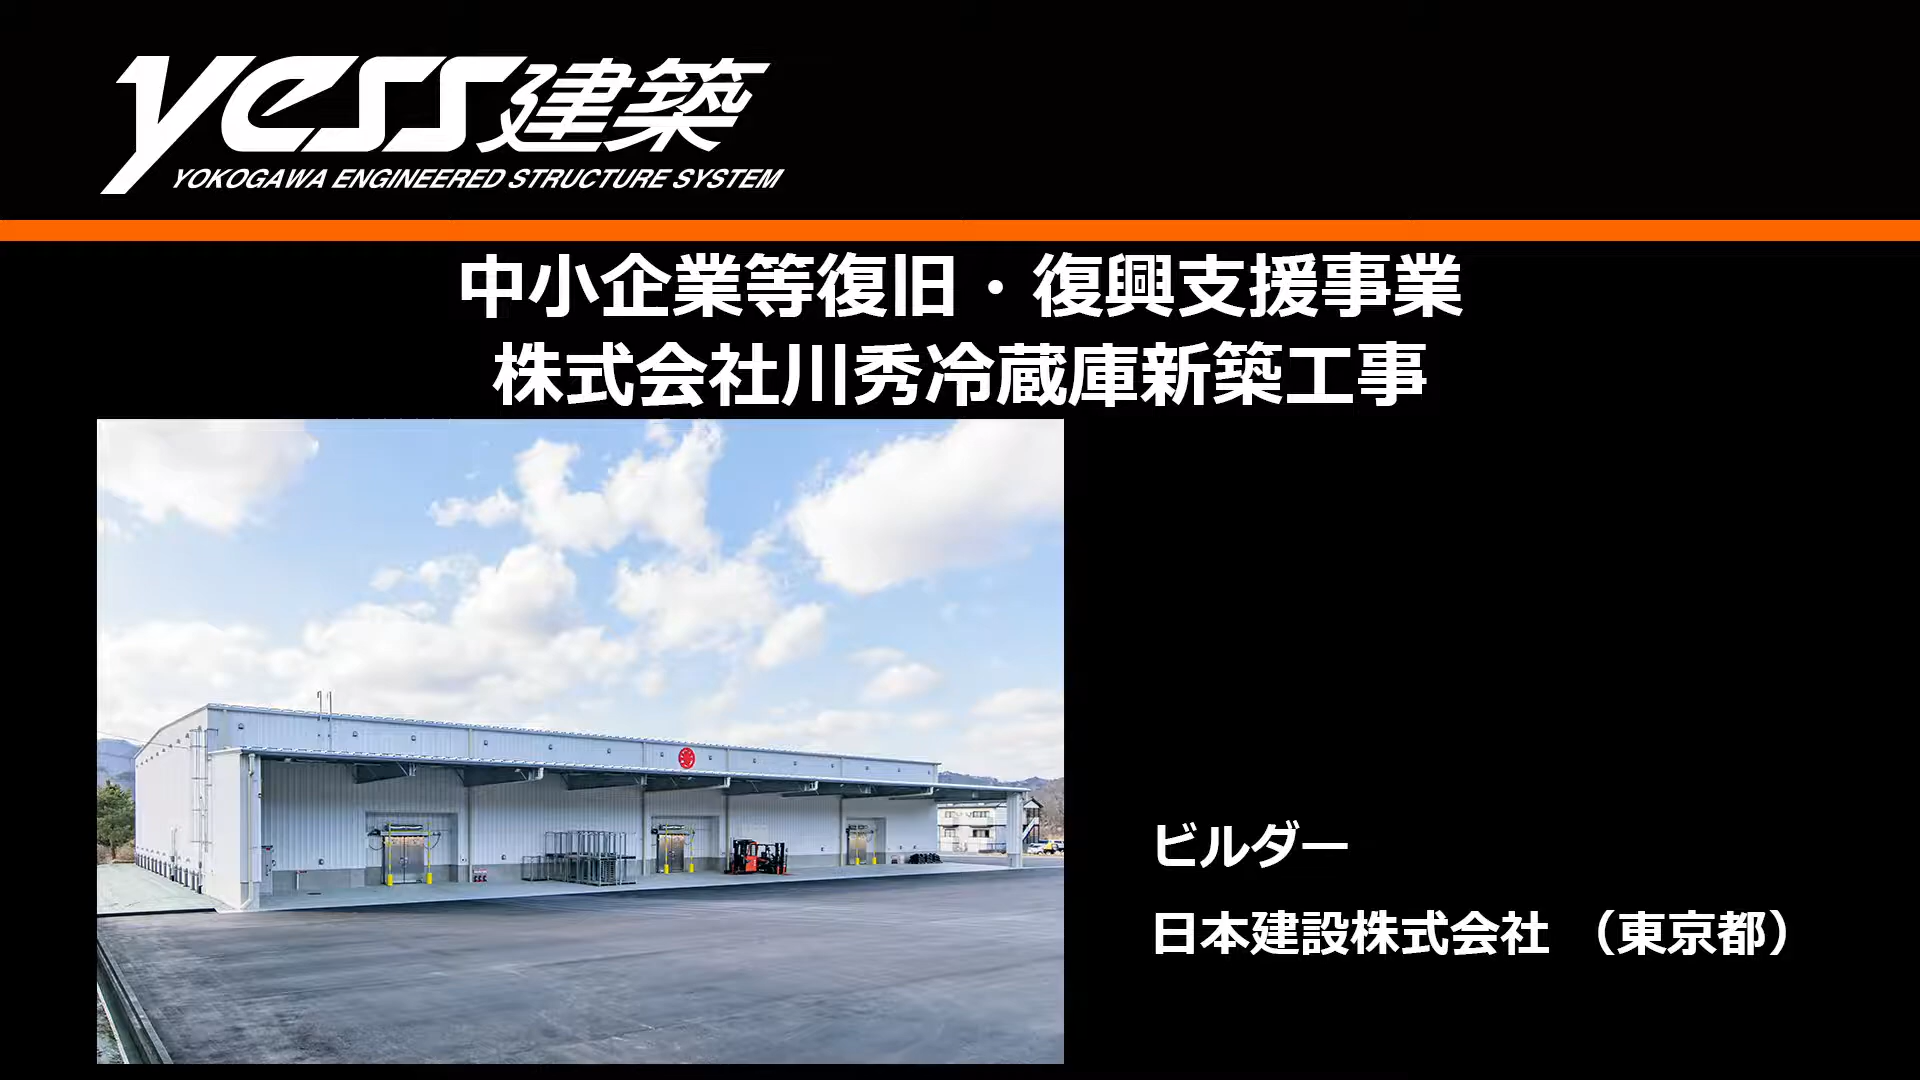 yess建築
YOKOGAWA ENGINEERED STRUCTURE SYSTEM
中小企業等復旧・復興支援事業
株式会社川秀冷蔵庫新築工事
ビルダー
日本建設株式会社 （東京都）